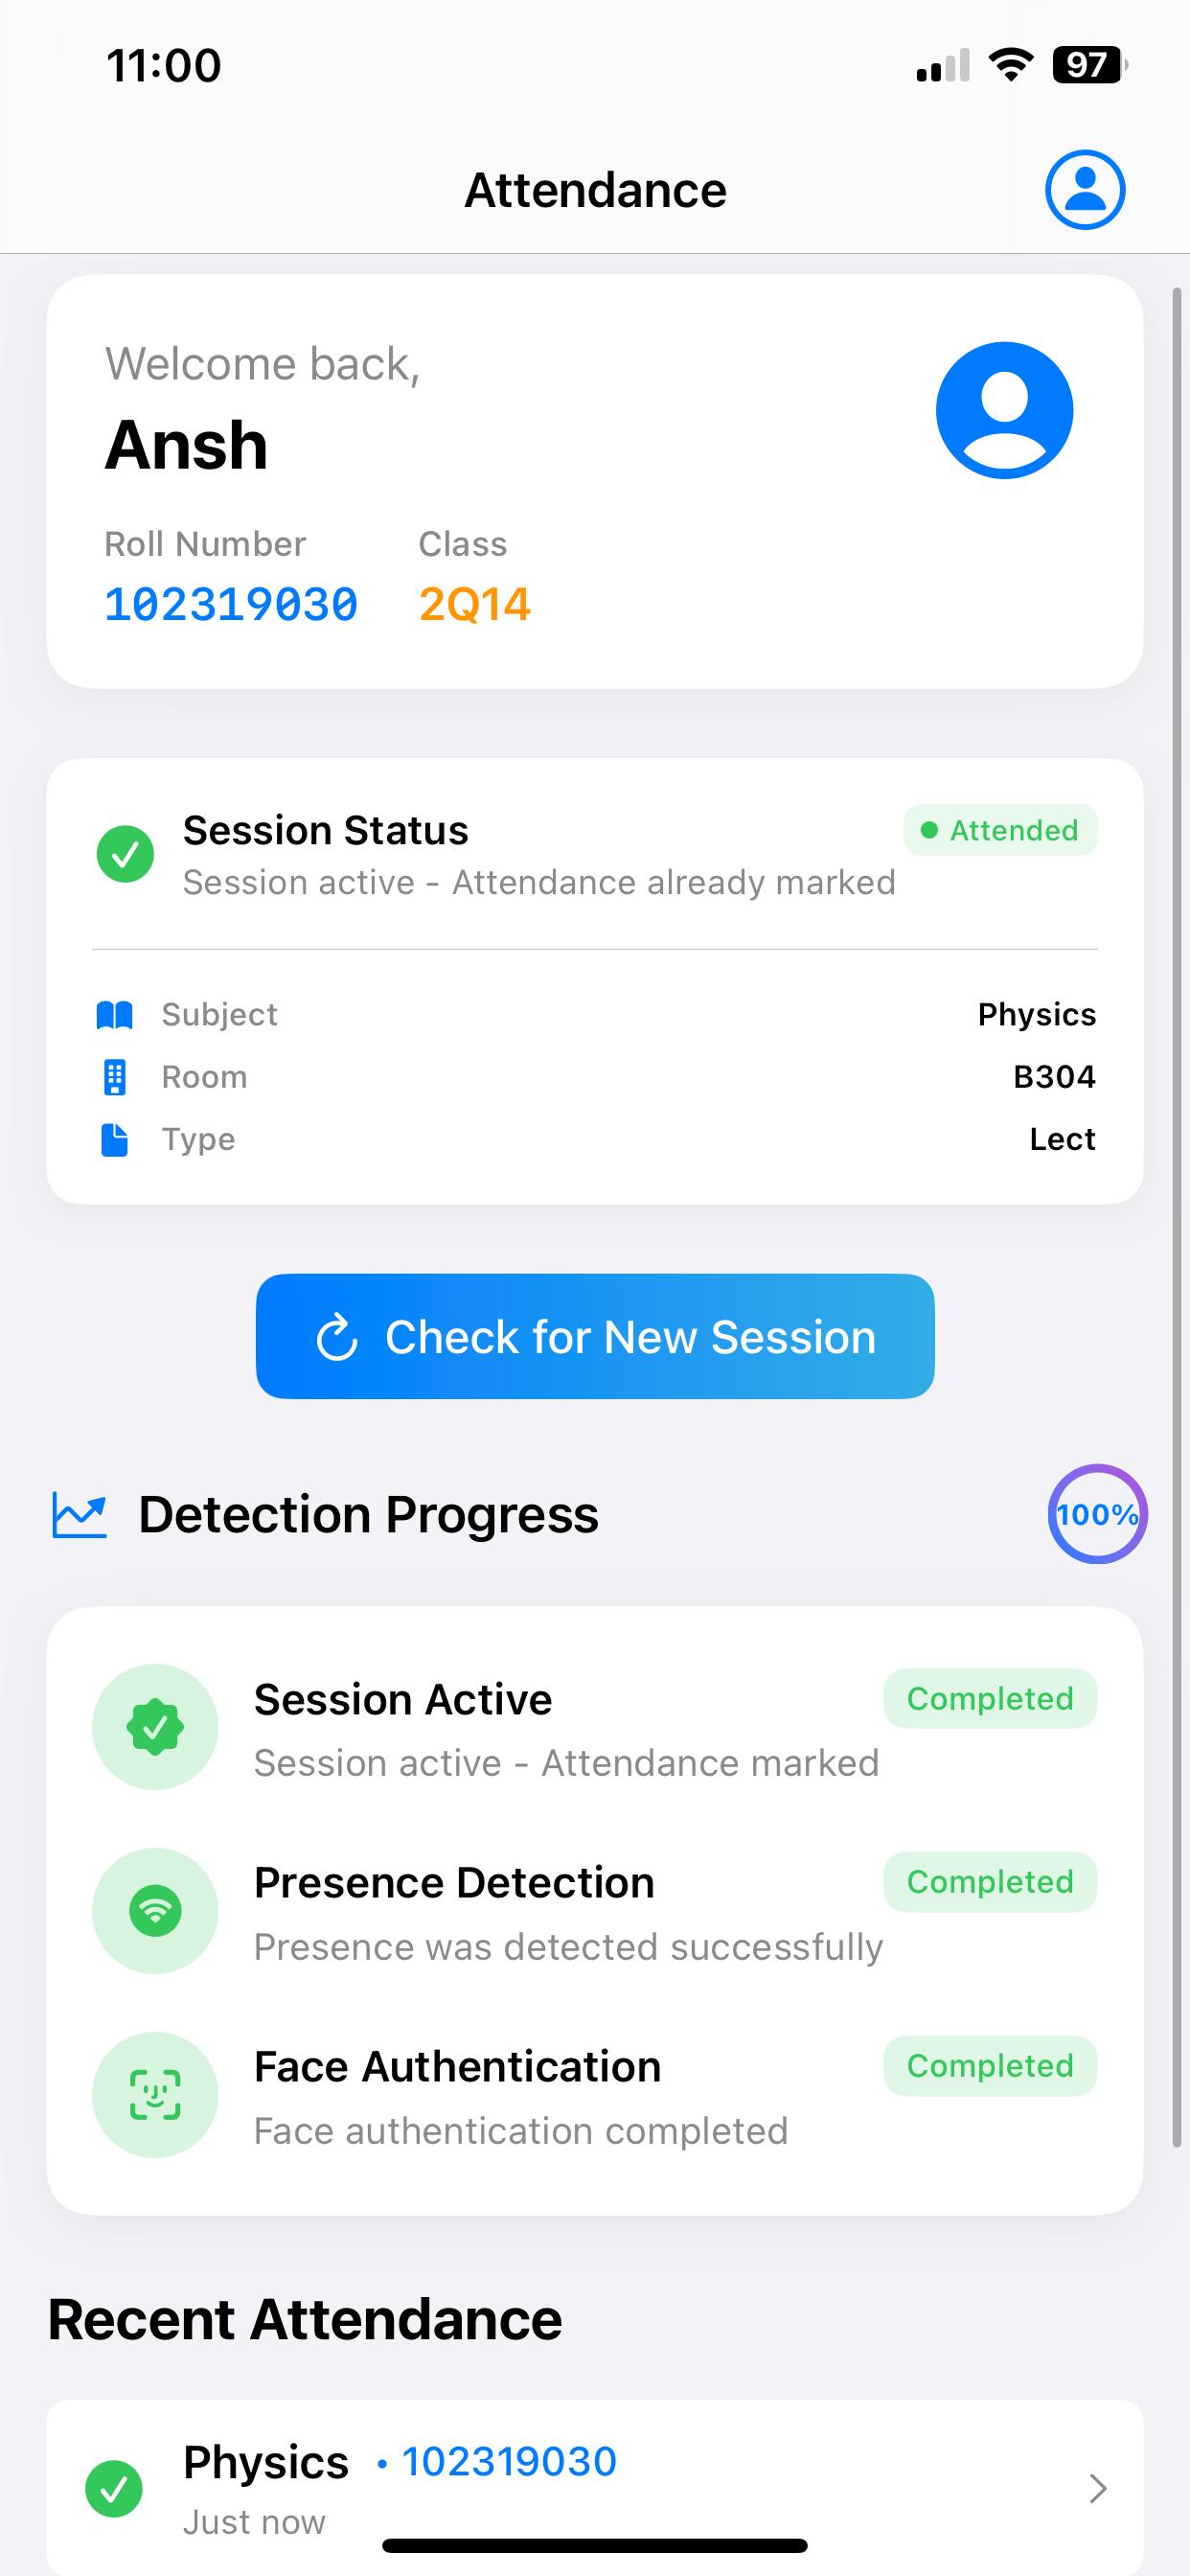 11:00
97
Attendance
Welcome back,
Ansh
Roll Number Class
102319030 2Q14
Session Status
Attended
Session active - Attendance already marked
Subject Physics
Room B304
Type Lect
Check for New Session
Detection Progress
100%
Session Active
Completed
Session active - Attendance marked
Presence Detection
Completed
Presence was detected successfully
Face Authentication
Completed
Face authentication completed
Recent Attendance
Physics • 102319030
Just now